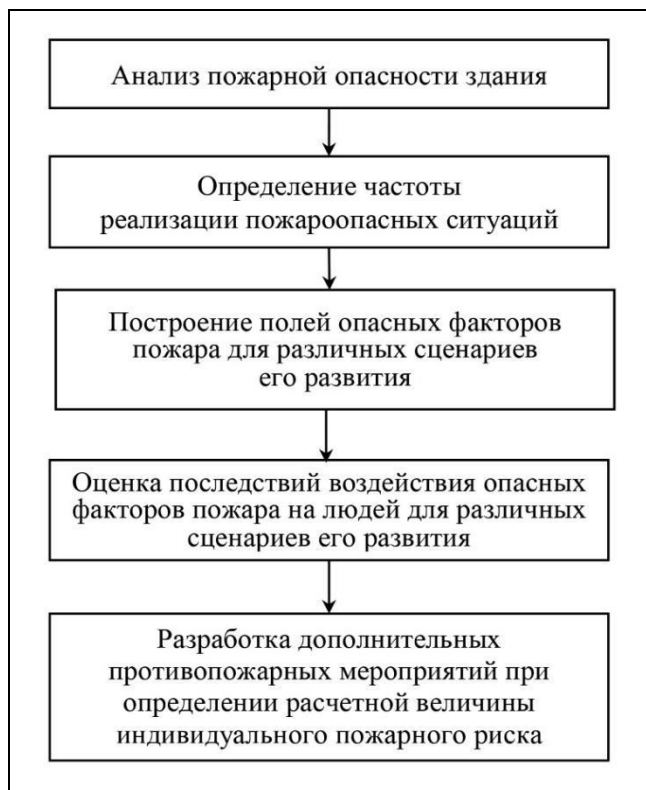 Анализ пожарной опасности здания
Определение частоты
реализации пожароопасных ситуаций
Построение полей опасных факторов
пожара для различных сценариев
его развития
Оценка последствий воздействия опасных
факторов пожара на людей для различных
сценариев его развития
Разработка дополнительных
противопожарных мероприятий при
определении расчетной величины
индивидуального пожарного риска